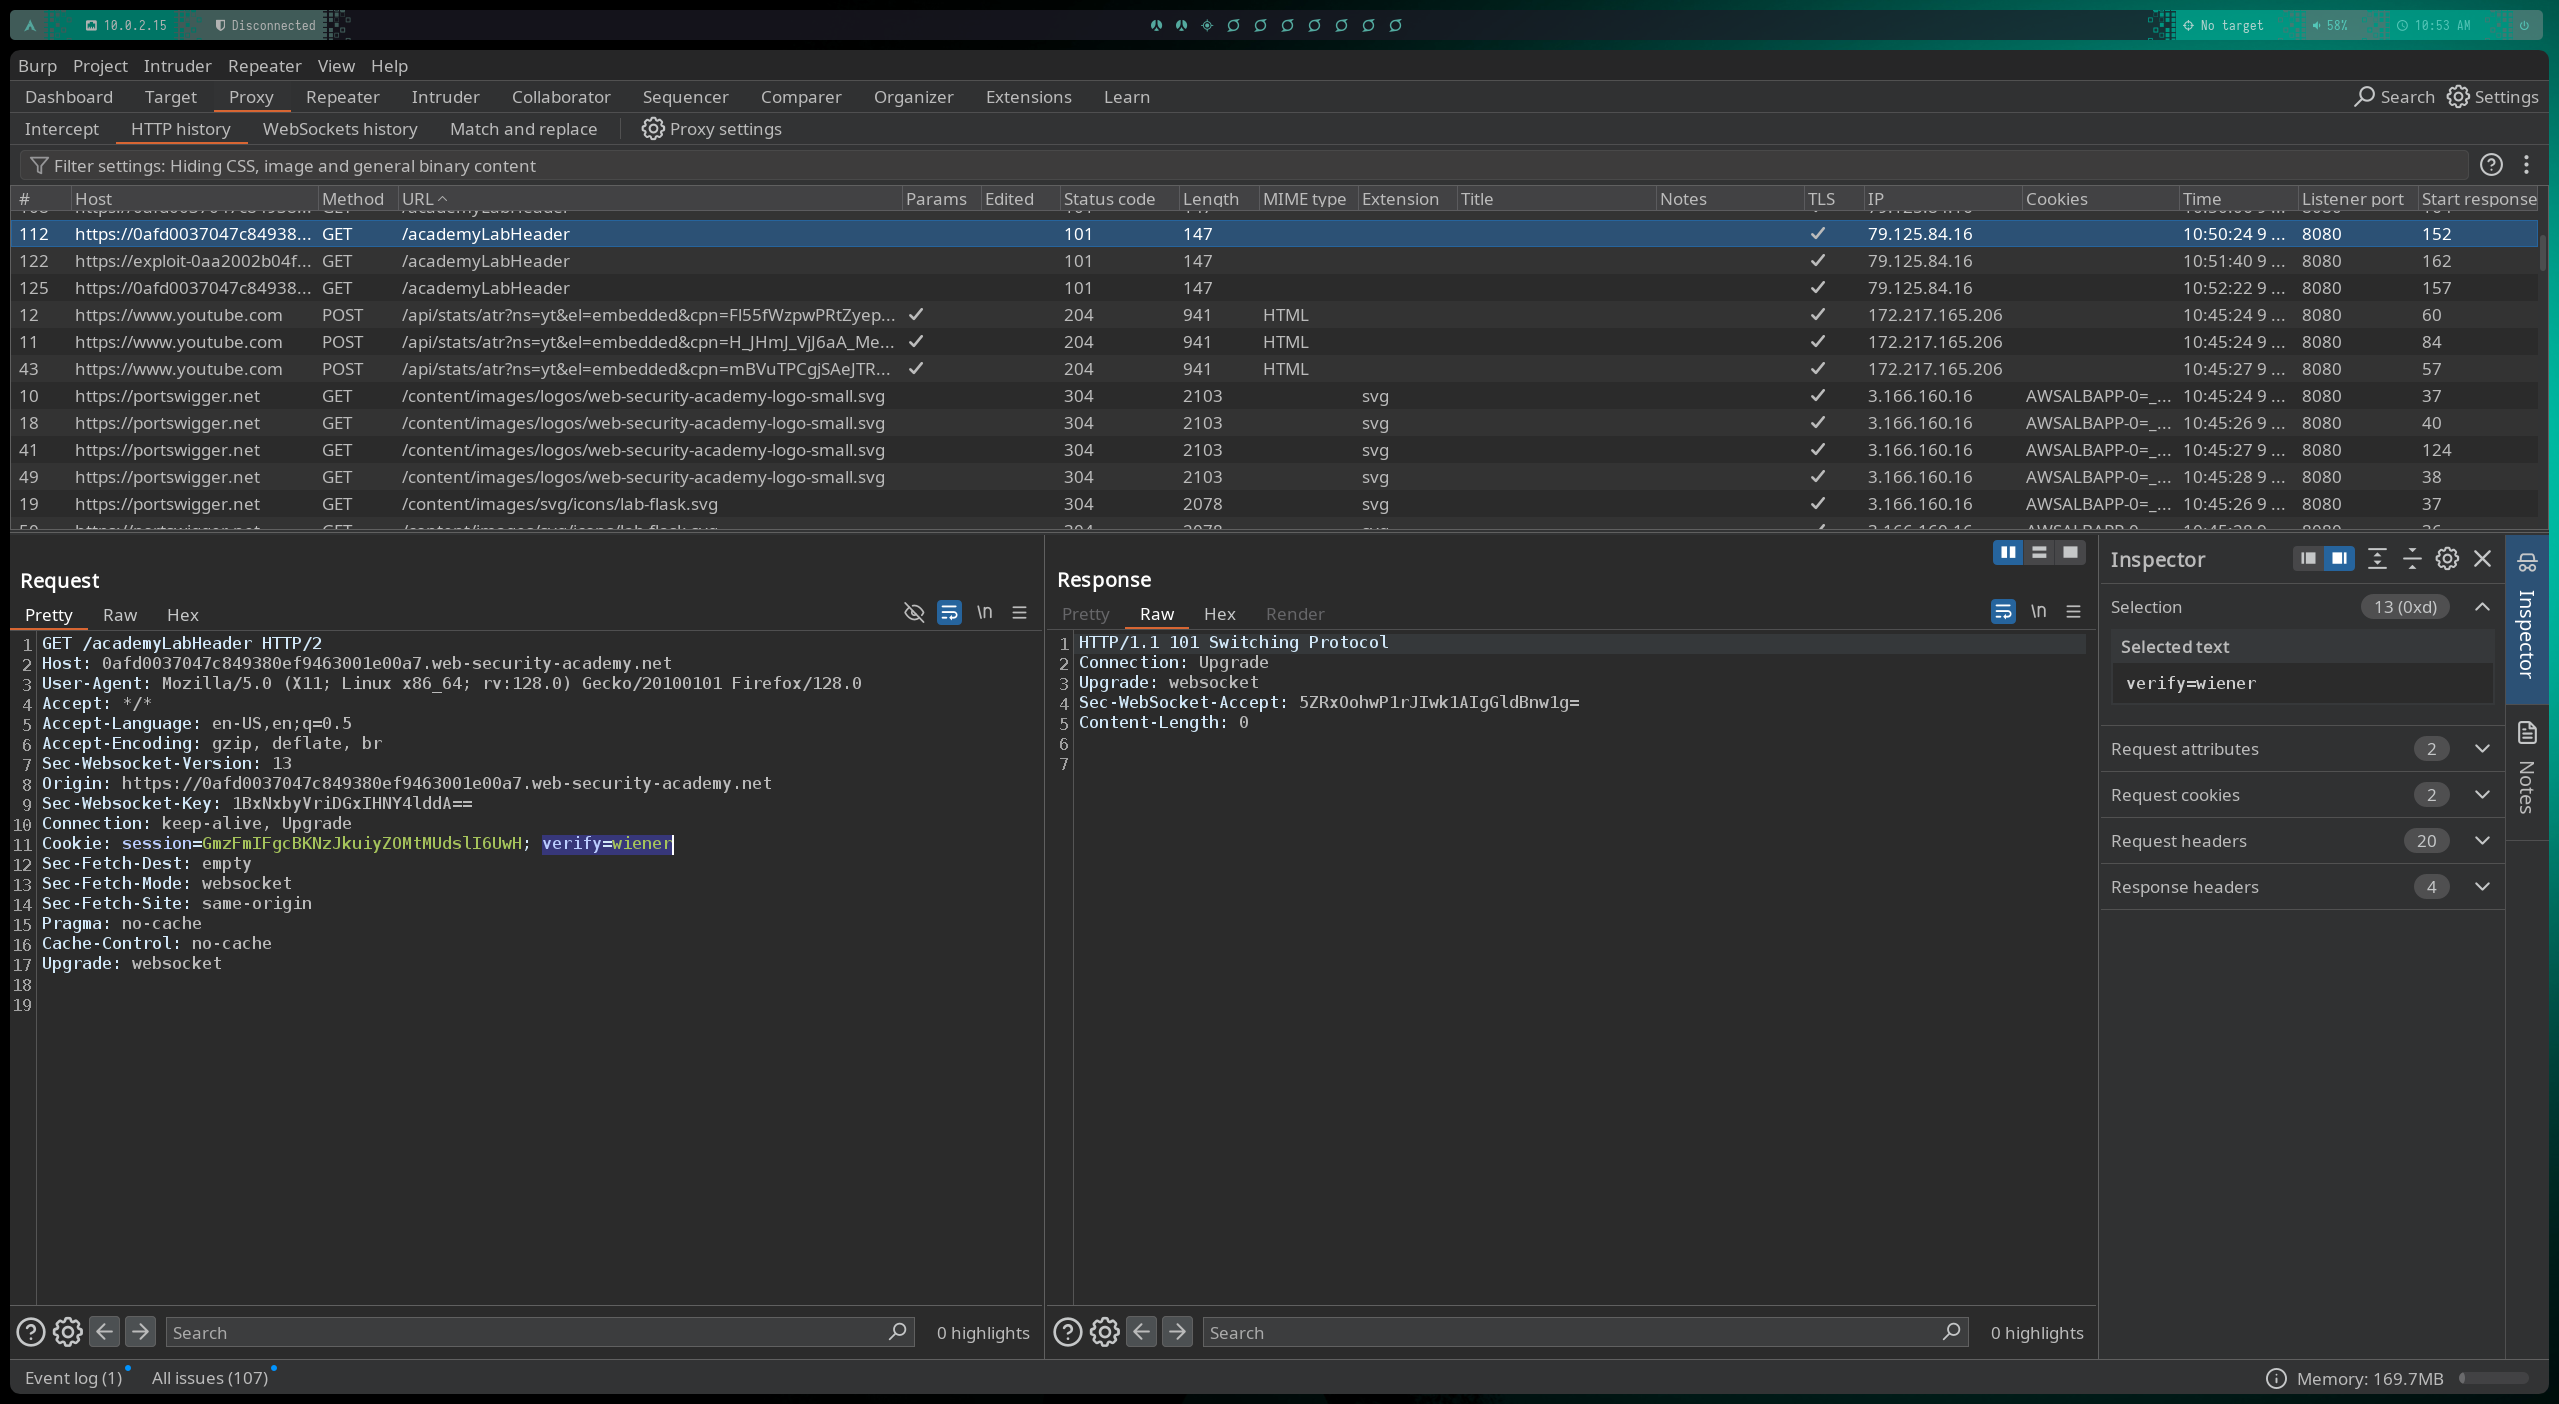 10.0.2.15 Disconnected No target 58% 10:53 AM
Burp Project Intruder Repeater View Help
Dashboard Target Proxy Repeater Intruder Collaborator Sequencer Comparer Organizer Extensions Learn Search Settings
Intercept HTTP history WebSockets history Match and replace Proxy settings
Filter settings: Hiding CSS, image and general binary content
# Host Method URL Params Edited Status code Length MIME type Extension Title Notes TLS IP Cookies Time Listener port Start response
112 https://0afd0037047c84938... GET /academyLabHeader 101 147 79.125.84.16 10:50:24 9 ... 8080 152
122 https://exploit-0aa2002b04f... GET /academyLabHeader 101 147 79.125.84.16 10:51:40 9 ... 8080 162
125 https://0afd0037047c84938... GET /academyLabHeader 101 147 79.125.84.16 10:52:22 9 ... 8080 157
12 https://www.youtube.com POST /api/stats/atr?ns=yt&el=embedded&cpn=Fl55fWzpwPRtZyep... 204 941 HTML 172.217.165.206 10:45:24 9 ... 8080 60
11 https://www.youtube.com POST /api/stats/atr?ns=yt&el=embedded&cpn=H_JHmJ_VjJ6aA_Me... 204 941 HTML 172.217.165.206 10:45:24 9 ... 8080 84
43 https://www.youtube.com POST /api/stats/atr?ns=yt&el=embedded&cpn=mBVuTPCgjSAeJTR... 204 941 HTML 172.217.165.206 10:45:27 9 ... 8080 57
10 https://portswigger.net GET /content/images/logos/web-security-academy-logo-small.svg 304 2103 svg 3.166.160.16 AWSALBAPP-0=_... 10:45:24 9 ... 8080 37
18 https://portswigger.net GET /content/images/logos/web-security-academy-logo-small.svg 304 2103 svg 3.166.160.16 AWSALBAPP-0=_... 10:45:26 9 ... 8080 40
41 https://portswigger.net GET /content/images/logos/web-security-academy-logo-small.svg 304 2103 svg 3.166.160.16 AWSALBAPP-0=_... 10:45:27 9 ... 8080 124
49 https://portswigger.net GET /content/images/logos/web-security-academy-logo-small.svg 304 2103 svg 3.166.160.16 AWSALBAPP-0=_... 10:45:28 9 ... 8080 38
19 https://portswigger.net GET /content/images/svg/icons/lab-flask.svg 304 2078 svg 3.166.160.16 AWSALBAPP-0=_... 10:45:26 9 ... 8080 37
Request
Pretty Raw Hex \n
1 GET /academyLabHeader HTTP/2
2 Host: 0afd0037047c849380ef9463001e00a7.web-security-academy.net
3 User-Agent: Mozilla/5.0 (X11; Linux x86_64; rv:128.0) Gecko/20100101 Firefox/128.0
4 Accept: */*
5 Accept-Language: en-US,en;q=0.5
6 Accept-Encoding: gzip, deflate, br
7 Sec-Websocket-Version: 13
8 Origin: https://0afd0037047c849380ef9463001e00a7.web-security-academy.net
9 Sec-Websocket-Key: 1BxNxbyVriDGxIHNY4lddA==
10 Connection: keep-alive, Upgrade
11 Cookie: session=GmzFmIFgcBKNzJkuiyZOMtMUdslI6UwH; verify=wiener
12 Sec-Fetch-Dest: empty
13 Sec-Fetch-Mode: websocket
14 Sec-Fetch-Site: same-origin
15 Pragma: no-cache
16 Cache-Control: no-cache
17 Upgrade: websocket
18
19
Search 0 highlights
Response
Pretty Raw Hex Render \n
1 HTTP/1.1 101 Switching Protocol
2 Connection: Upgrade
3 Upgrade: websocket
4 Sec-WebSocket-Accept: 5ZRxOohwP1rJIwk1AIgGldBnw1g=
5 Content-Length: 0
6
7
Search 0 highlights
Inspector
Selection 13 (0xd)
Selected text
verify=wiener
Request attributes 2
Request cookies 2
Request headers 20
Response headers 4
Inspector
Notes
Event log (1) All issues (107) Memory: 169.7MB